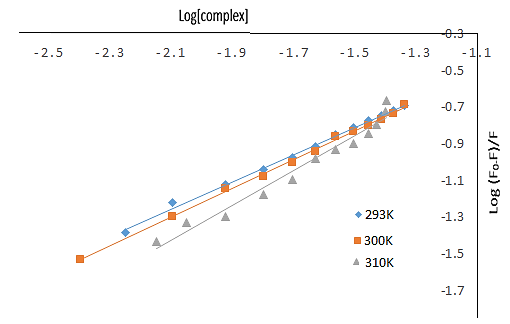 Log[complex]
-2.5 -2.3 -2.1 -1.9 -1.7 -1.5 -1.3 -1.1
-0.3
-0.5
-0.7
-0.9
-1.1
-1.3
-1.5
-1.7
Log (F₀-F)/F
293K
300K
310K